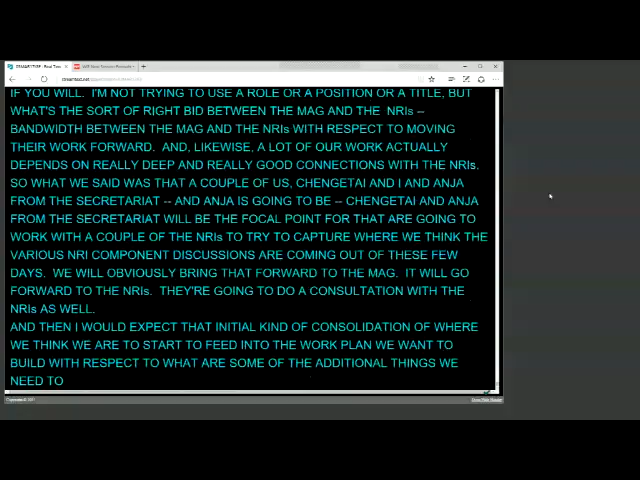 IF YOU WILL.  I'M NOT TRYING TO USE A ROLE OR A POSITION OR A TITLE, BUT
WHAT'S THE SORT OF RIGHT BID BETWEEN THE MAG AND THE  NRIs --
BANDWIDTH BETWEEN THE MAG AND THE NRIs WITH RESPECT TO MOVING
THEIR WORK FORWARD.  AND, LIKEWISE, A LOT OF OUR WORK ACTUALLY
DEPENDS ON REALLY DEEP AND REALLY GOOD CONNECTIONS WITH THE NRIs.
SO WHAT WE SAID WAS THAT A COUPLE OF US, CHENGETAI AND I AND ANJA
FROM THE SECRETARIAT -- AND ANJA IS GOING TO BE -- CHENGETAI AND ANJA
FROM THE SECRETARIAT WILL BE THE FOCAL POINT FOR THAT ARE GOING TO
WORK WITH A COUPLE OF THE NRIs TO TRY TO CAPTURE WHERE WE THINK THE
VARIOUS NRI COMPONENT DISCUSSIONS ARE COMING OUT OF THESE FEW
DAYS.  WE WILL OBVIOUSLY BRING THAT FORWARD TO THE MAG.  IT WILL GO
FORWARD TO THE NRIs.  THEY'RE GOING TO DO A CONSULTATION WITH THE
NRIs AS WELL.
AND THEN I WOULD EXPECT THAT INITIAL KIND OF CONSOLIDATION OF WHERE
WE THINK WE ARE TO START TO FEED INTO THE WORK PLAN WE WANT TO
BUILD WITH RESPECT TO WHAT ARE SOME OF THE ADDITIONAL THINGS WE
NEED TO